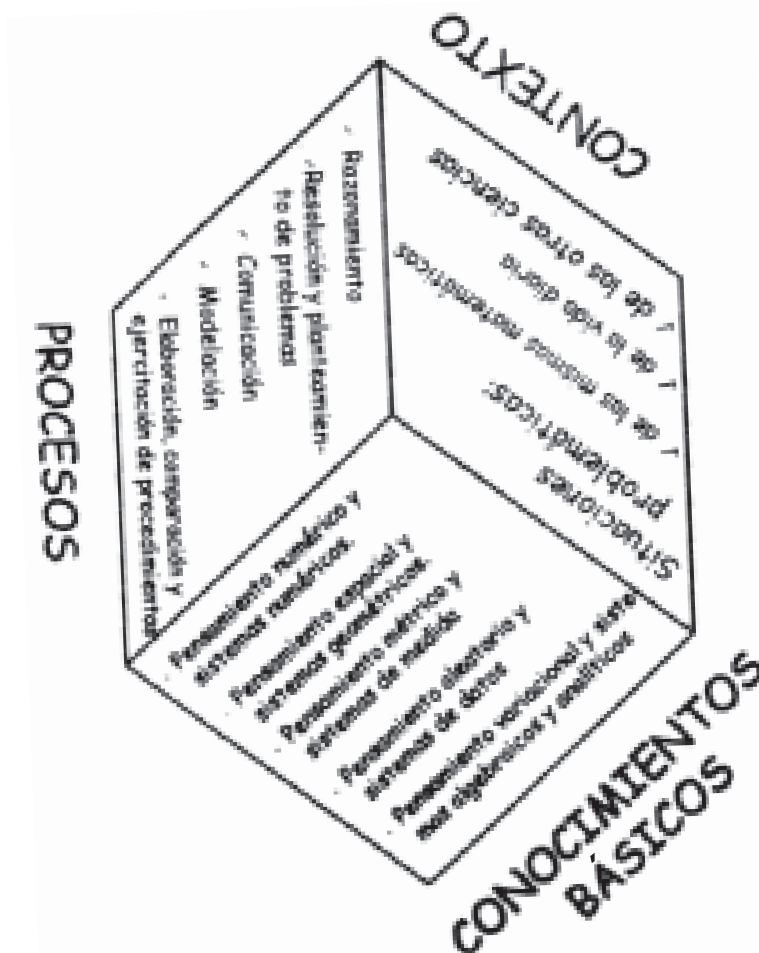 PROCESOS
- Razonamiento
- Resolución y planteamien-
to de problemas
- Comunicación
- Modelación
- Elaboración, comparación y
ejercitación de procedimientos
CONTEXTO
Situaciones
problemáticas:
- de las mismas matemáticas
- de la vida diaria
- de las otras ciencias
CONOCIMIENTOS
BÁSICOS
- Pensamiento numérico y
sistemas numéricos.
- Pensamiento espacial y
sistemas geométricos.
- Pensamiento métrico y
sistemas de medida
- Pensamiento aleatorio y
sistemas de datos
- Pensamiento variacional y siste
mas algebraicos y analíticos